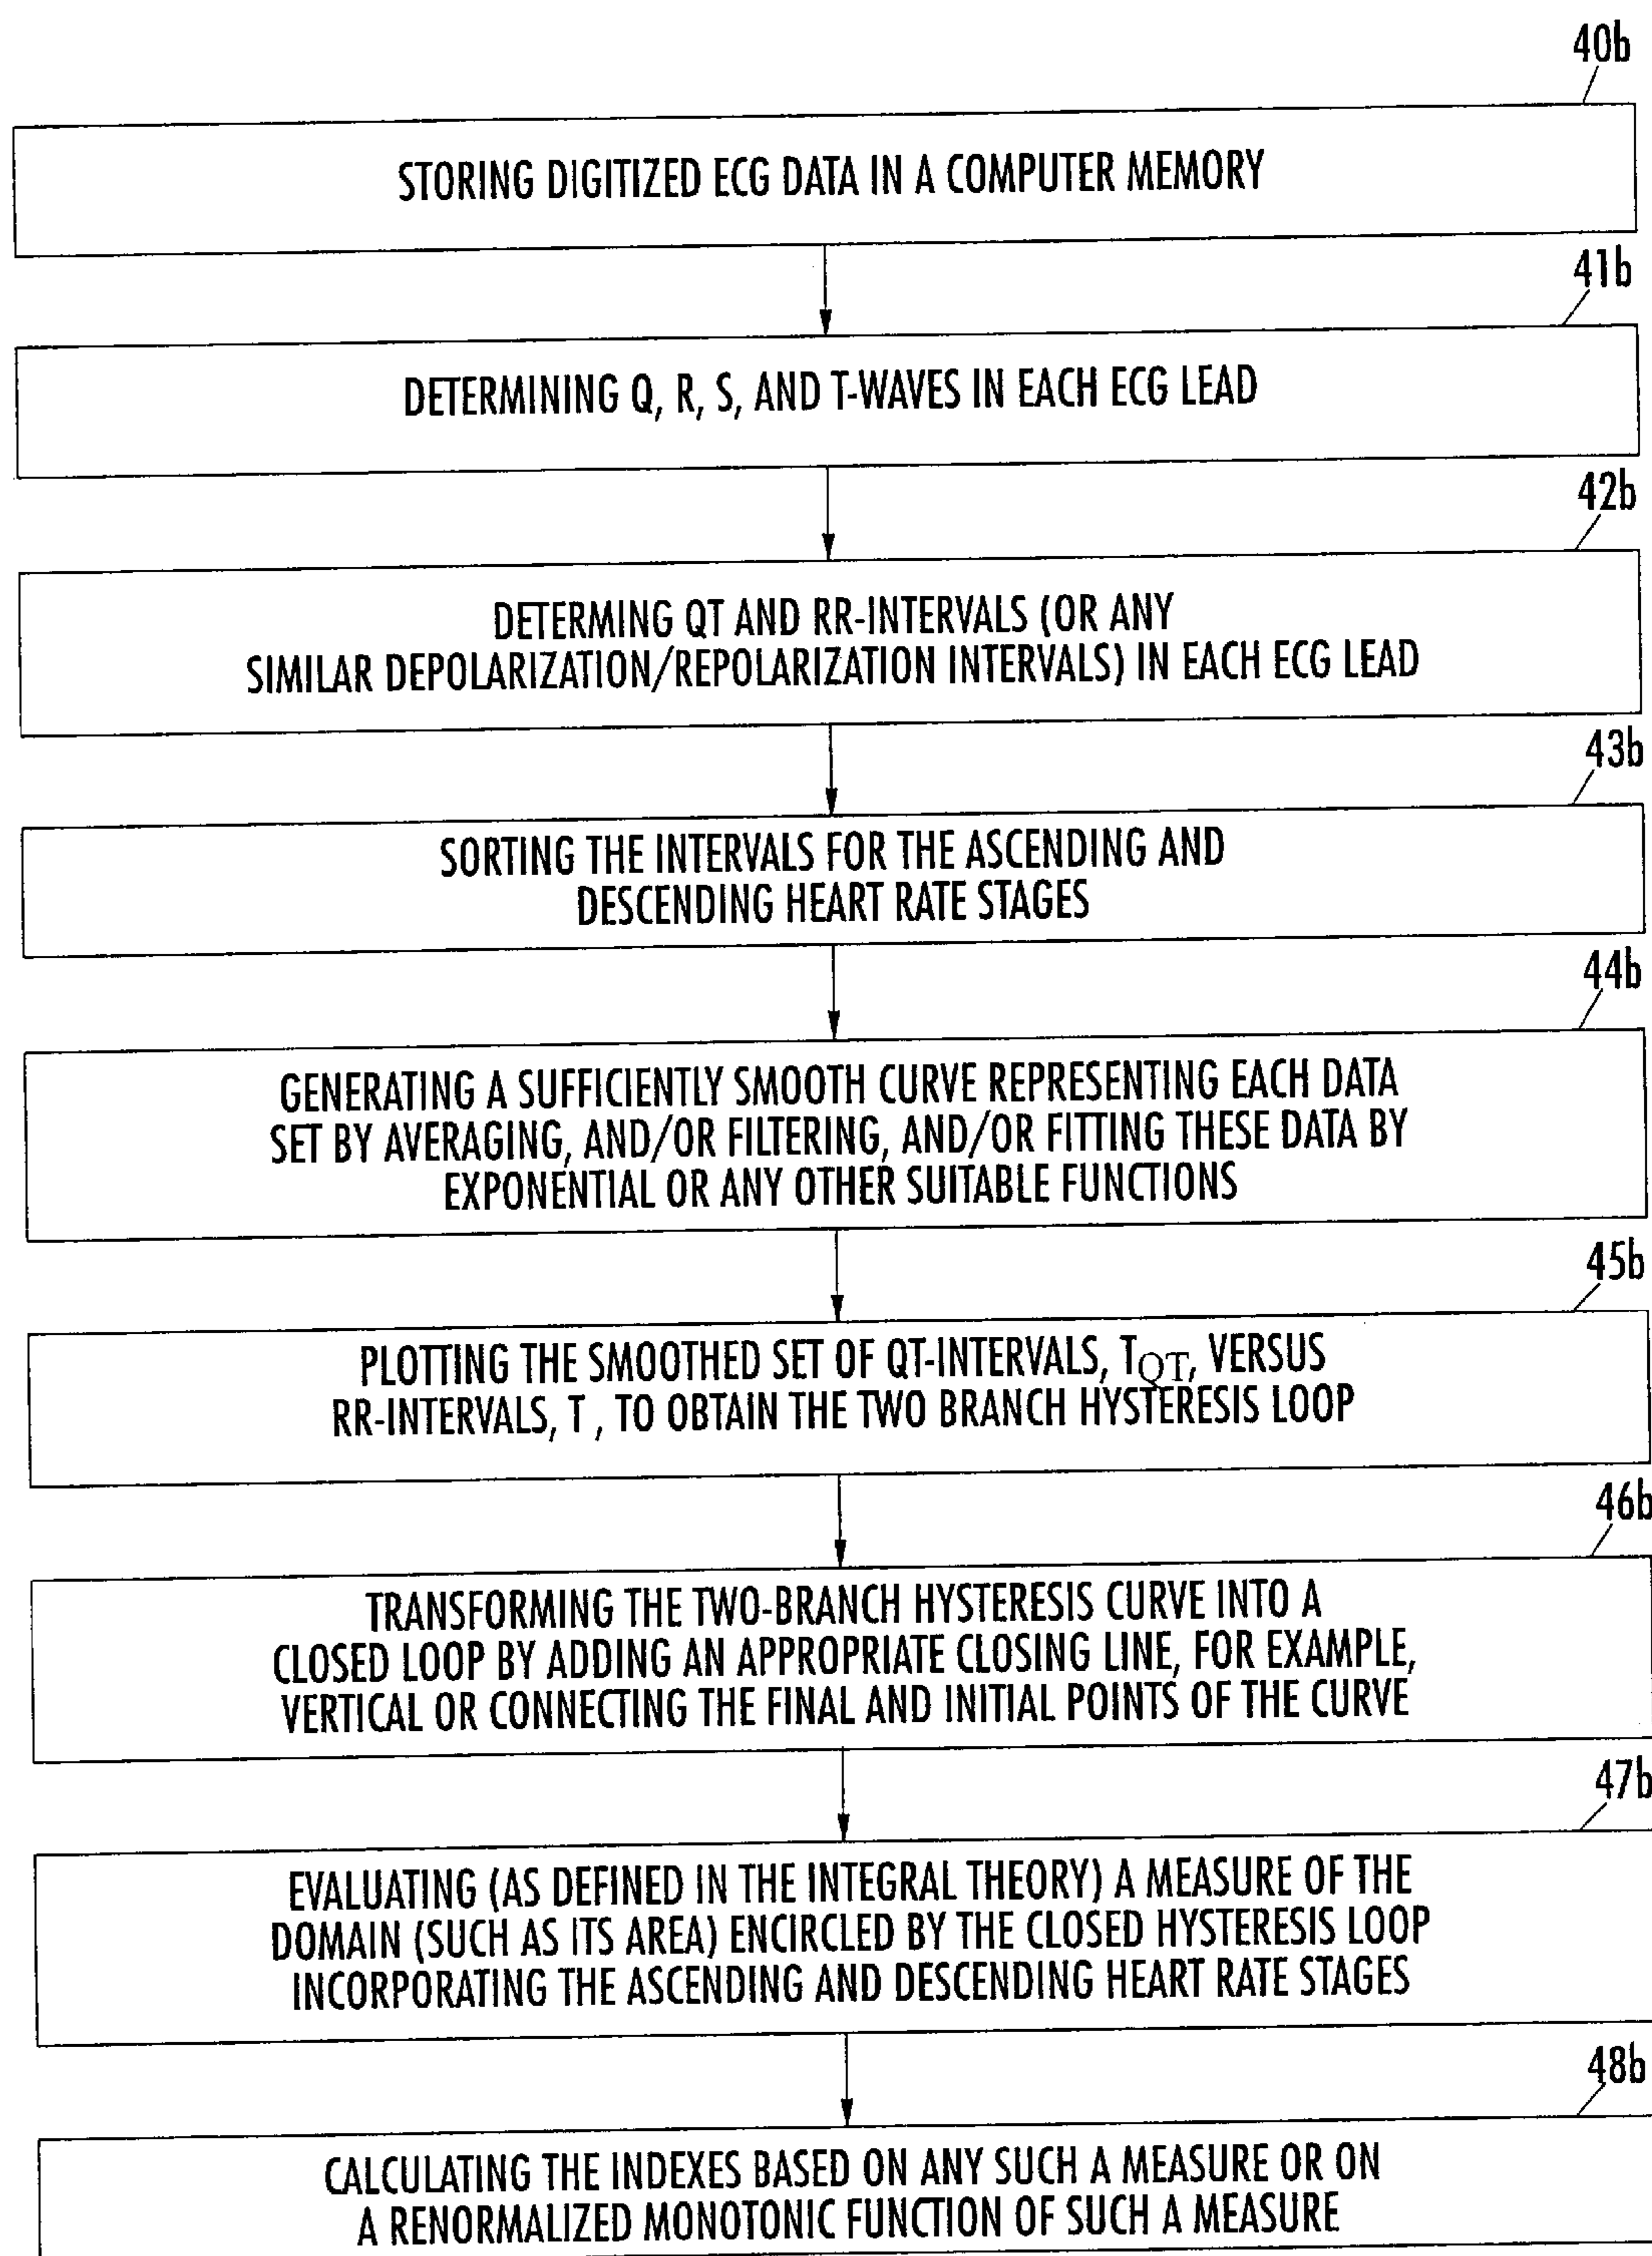 40b
STORING DIGITIZED ECG DATA IN A COMPUTER MEMORY
41b
DETERMINING Q, R, S, AND T-WAVES IN EACH ECG LEAD
42b
DETERMING QT AND RR-INTERVALS (OR ANY
SIMILAR DEPOLARIZATION/REPOLARIZATION INTERVALS) IN EACH ECG LEAD
43b
SORTING THE INTERVALS FOR THE ASCENDING AND
DESCENDING HEART RATE STAGES
44b
GENERATING A SUFFICIENTLY SMOOTH CURVE REPRESENTING EACH DATA
SET BY AVERAGING, AND/OR FILTERING, AND/OR FITTING THESE DATA BY
EXPONENTIAL OR ANY OTHER SUITABLE FUNCTIONS
45b
PLOTTING THE SMOOTHED SET OF QT-INTERVALS, TQT, VERSUS
RR-INTERVALS, T , TO OBTAIN THE TWO BRANCH HYSTERESIS LOOP
46b
TRANSFORMING THE TWO-BRANCH HYSTERESIS CURVE INTO A
CLOSED LOOP BY ADDING AN APPROPRIATE CLOSING LINE, FOR EXAMPLE,
VERTICAL OR CONNECTING THE FINAL AND INITIAL POINTS OF THE CURVE
47b
EVALUATING (AS DEFINED IN THE INTEGRAL THEORY) A MEASURE OF THE
DOMAIN (SUCH AS ITS AREA) ENCIRCLED BY THE CLOSED HYSTERESIS LOOP
INCORPORATING THE ASCENDING AND DESCENDING HEART RATE STAGES
48b
CALCULATING THE INDEXES BASED ON ANY SUCH A MEASURE OR ON
A RENORMALIZED MONOTONIC FUNCTION OF SUCH A MEASURE